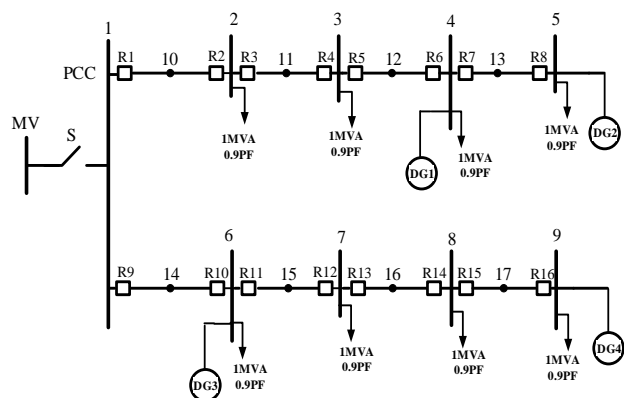 1 2 3 4 5
R1 10 R2 R3 11 R4 R5 12 R6 R7 13 R8
PCC
MV S
1MVA 1MVA 1MVA 1MVA
0.9PF 0.9PF 0.9PF 0.9PF
DG1 DG2
6 7 8 9
R9 14 R10 R11 15 R12 R13 16 R14 R15 17 R16
DG3 DG4
1MVA 1MVA 1MVA 1MVA
0.9PF 0.9PF 0.9PF 0.9PF